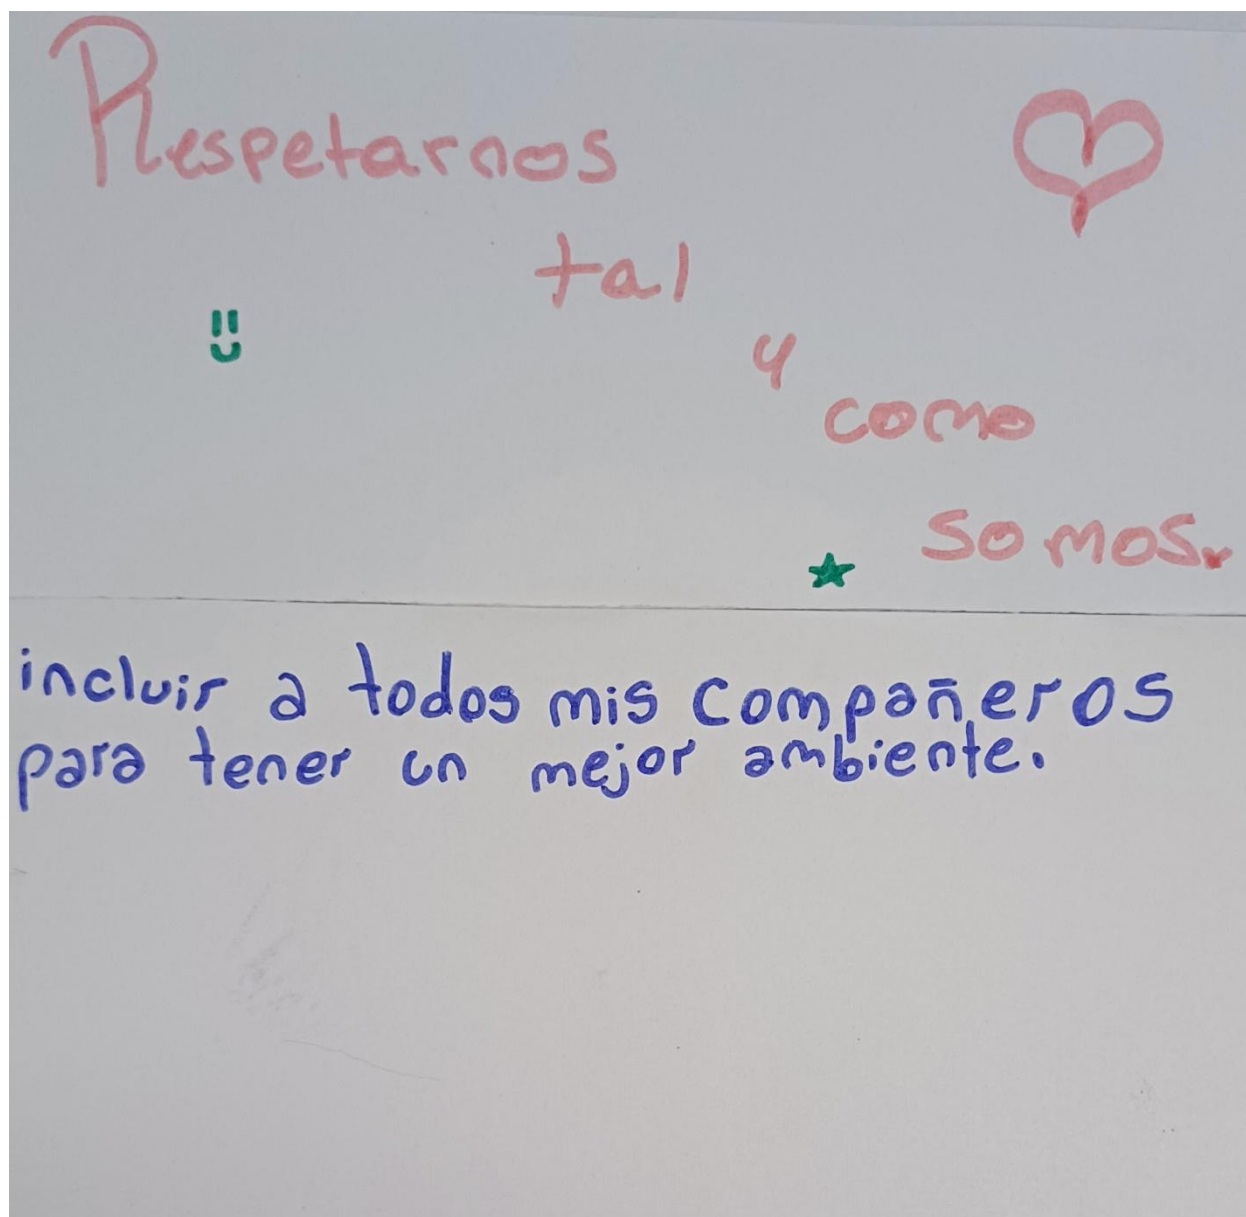 Respetarnos
tal
y
como
somos.
incluir a todos mis compañeros
para tener un mejor ambiente.